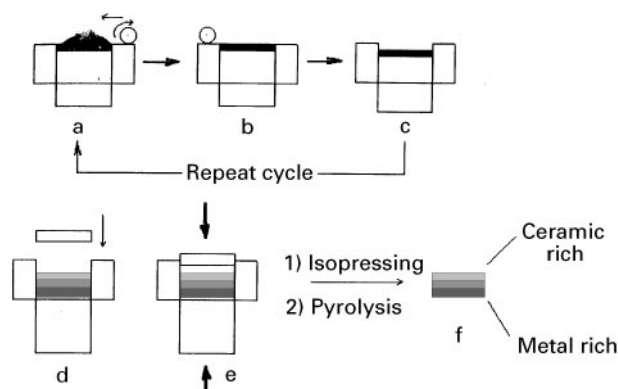 a
b
c
Repeat cycle
Ceramic
rich
1) Isopressing
2) Pyrolysis
d
e
f
Metal rich